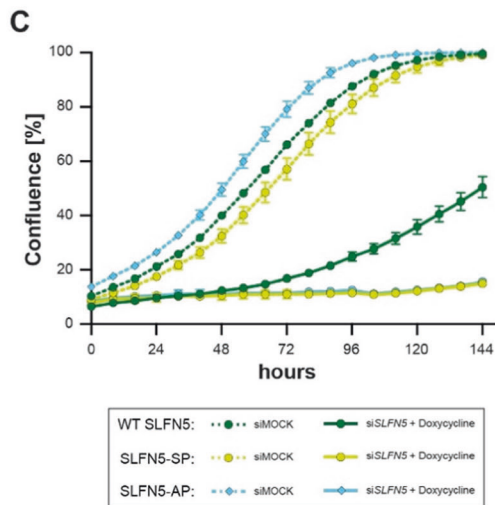 C
100
80
60
40
20
0
Confluence [%]
0 24 48 72 96 120 144
hours
WT SLFN5: siMOCK siSLFN5 + Doxycycline
SLFN5-SP: siMOCK siSLFN5 + Doxycycline
SLFN5-AP: siMOCK siSLFN5 + Doxycycline